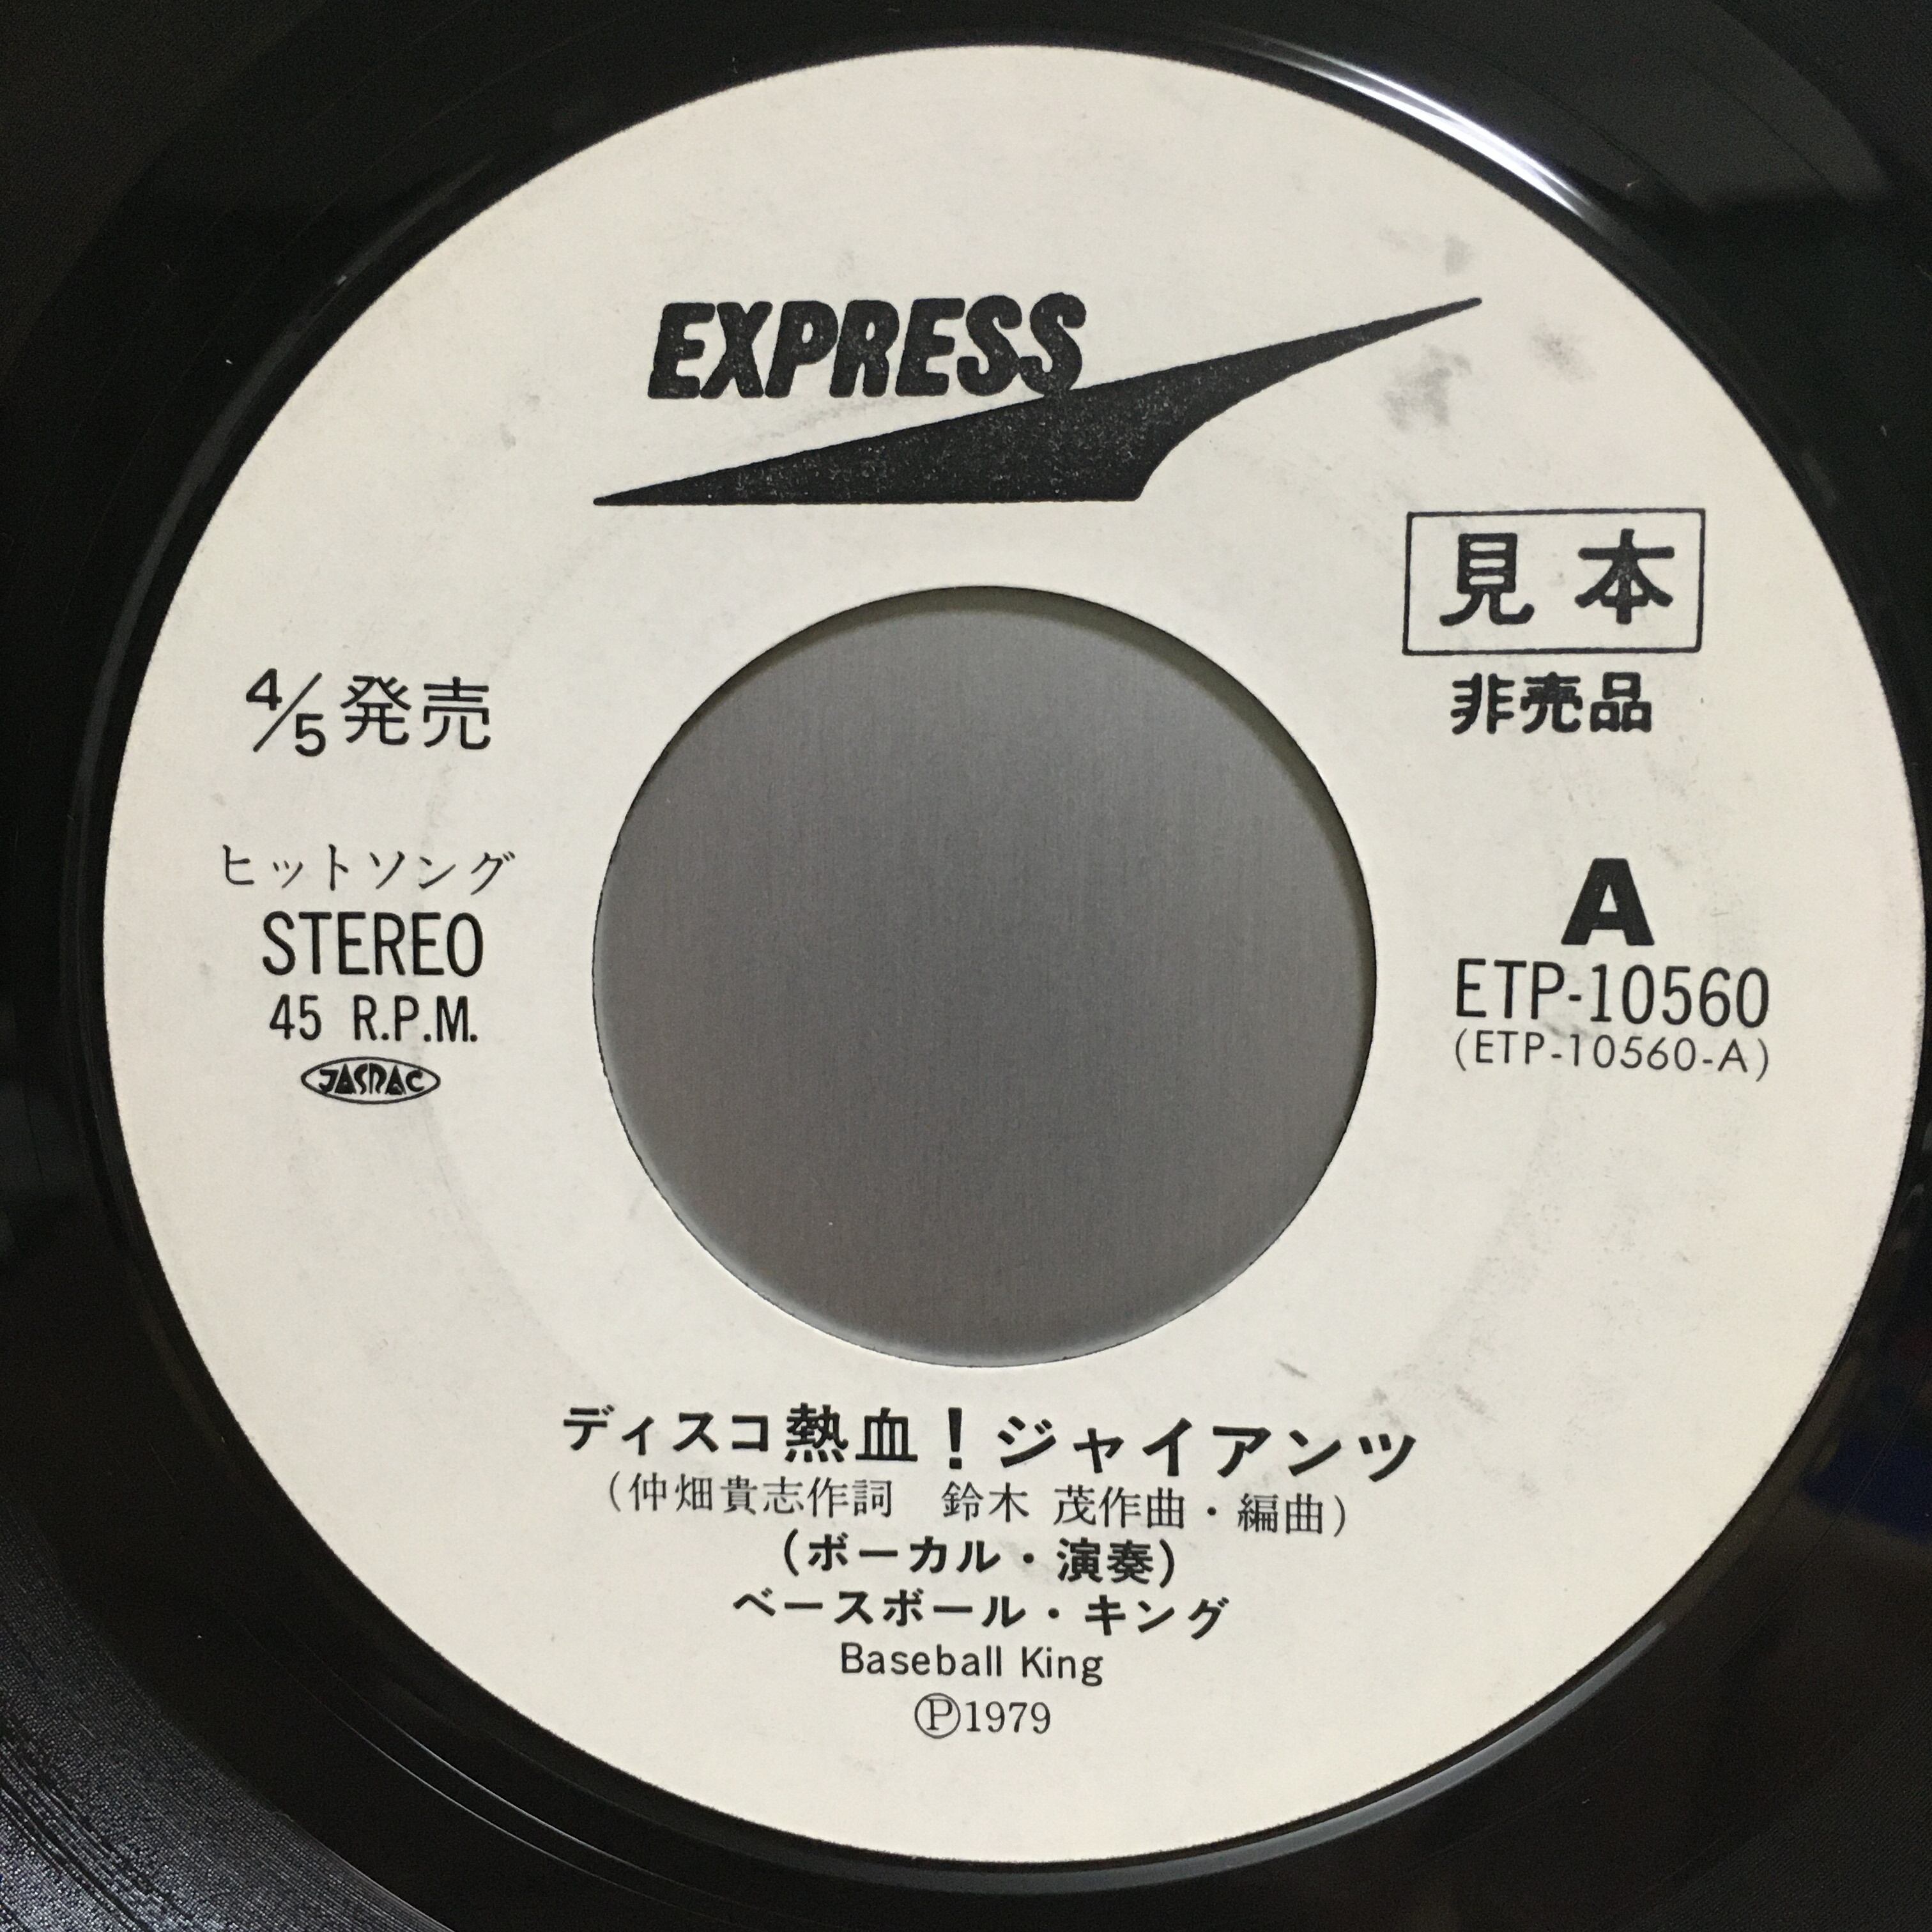 EXPRESS
見本
非売品
4/5発売
ヒットソング
STEREO
45 R.P.M.
JASRAC
A
ETP-10560
(ETP-10560-A)
ディスコ熱血!ジャイアンツ
(仲畑貴志作詞 鈴木 茂作曲・編曲)
(ボーカル・演奏)
ベースボール・キング
Baseball King
Ⓟ1979